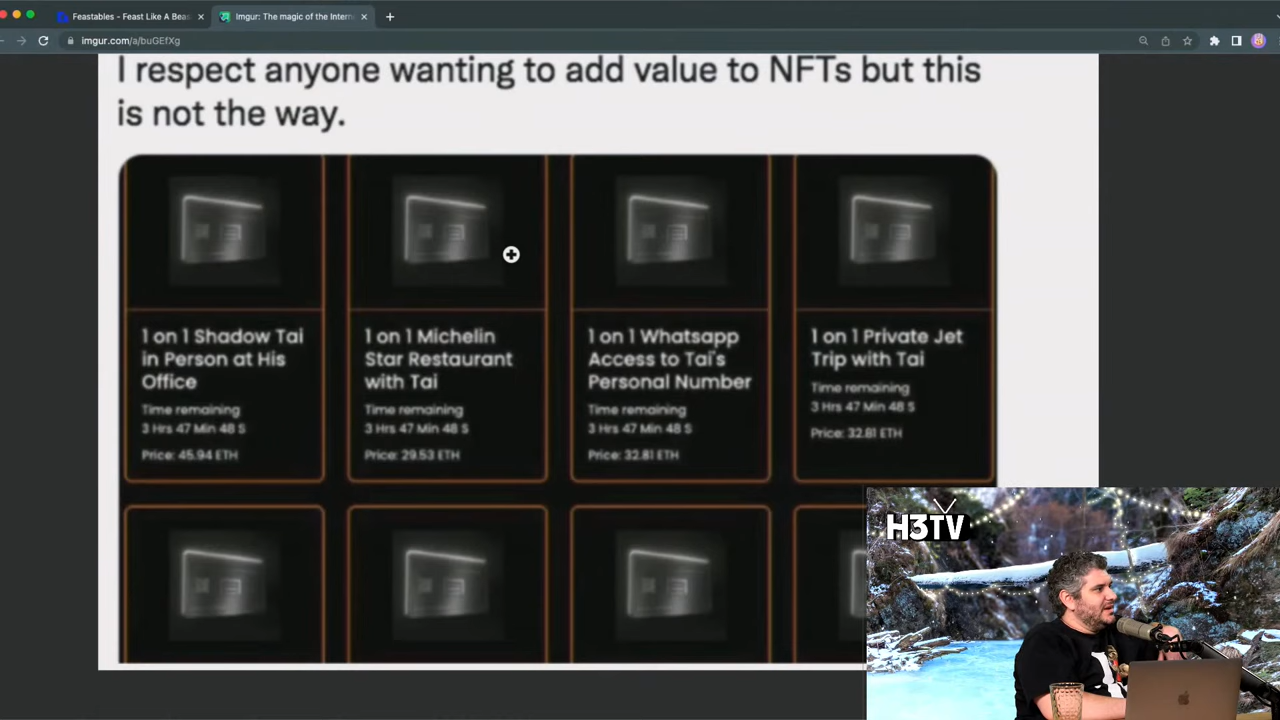 Feastables - Feast Like A Beas
Imgur: The magic of the Intern
imgur.com/a/buGEfXg
I respect anyone wanting to add value to NFTs but this
is not the way.
1 on 1 Shadow Tai
in Person at His
Office
Time remaining
3 Hrs 47 Min 48 S
Price: 45.94 ETH
1 on 1 Michelin
Star Restaurant
with Tai
Time remaining
3 Hrs 47 Min 48 S
Price: 29.53 ETH
1 on 1 Whatsapp
Access to Tai's
Personal Number
Time remaining
3 Hrs 47 Min 48 S
Price: 32.81 ETH
1 on 1 Private Jet
Trip with Tai
Time remaining
3 Hrs 47 Min 48 S
Price: 32.81 ETH
H3TV